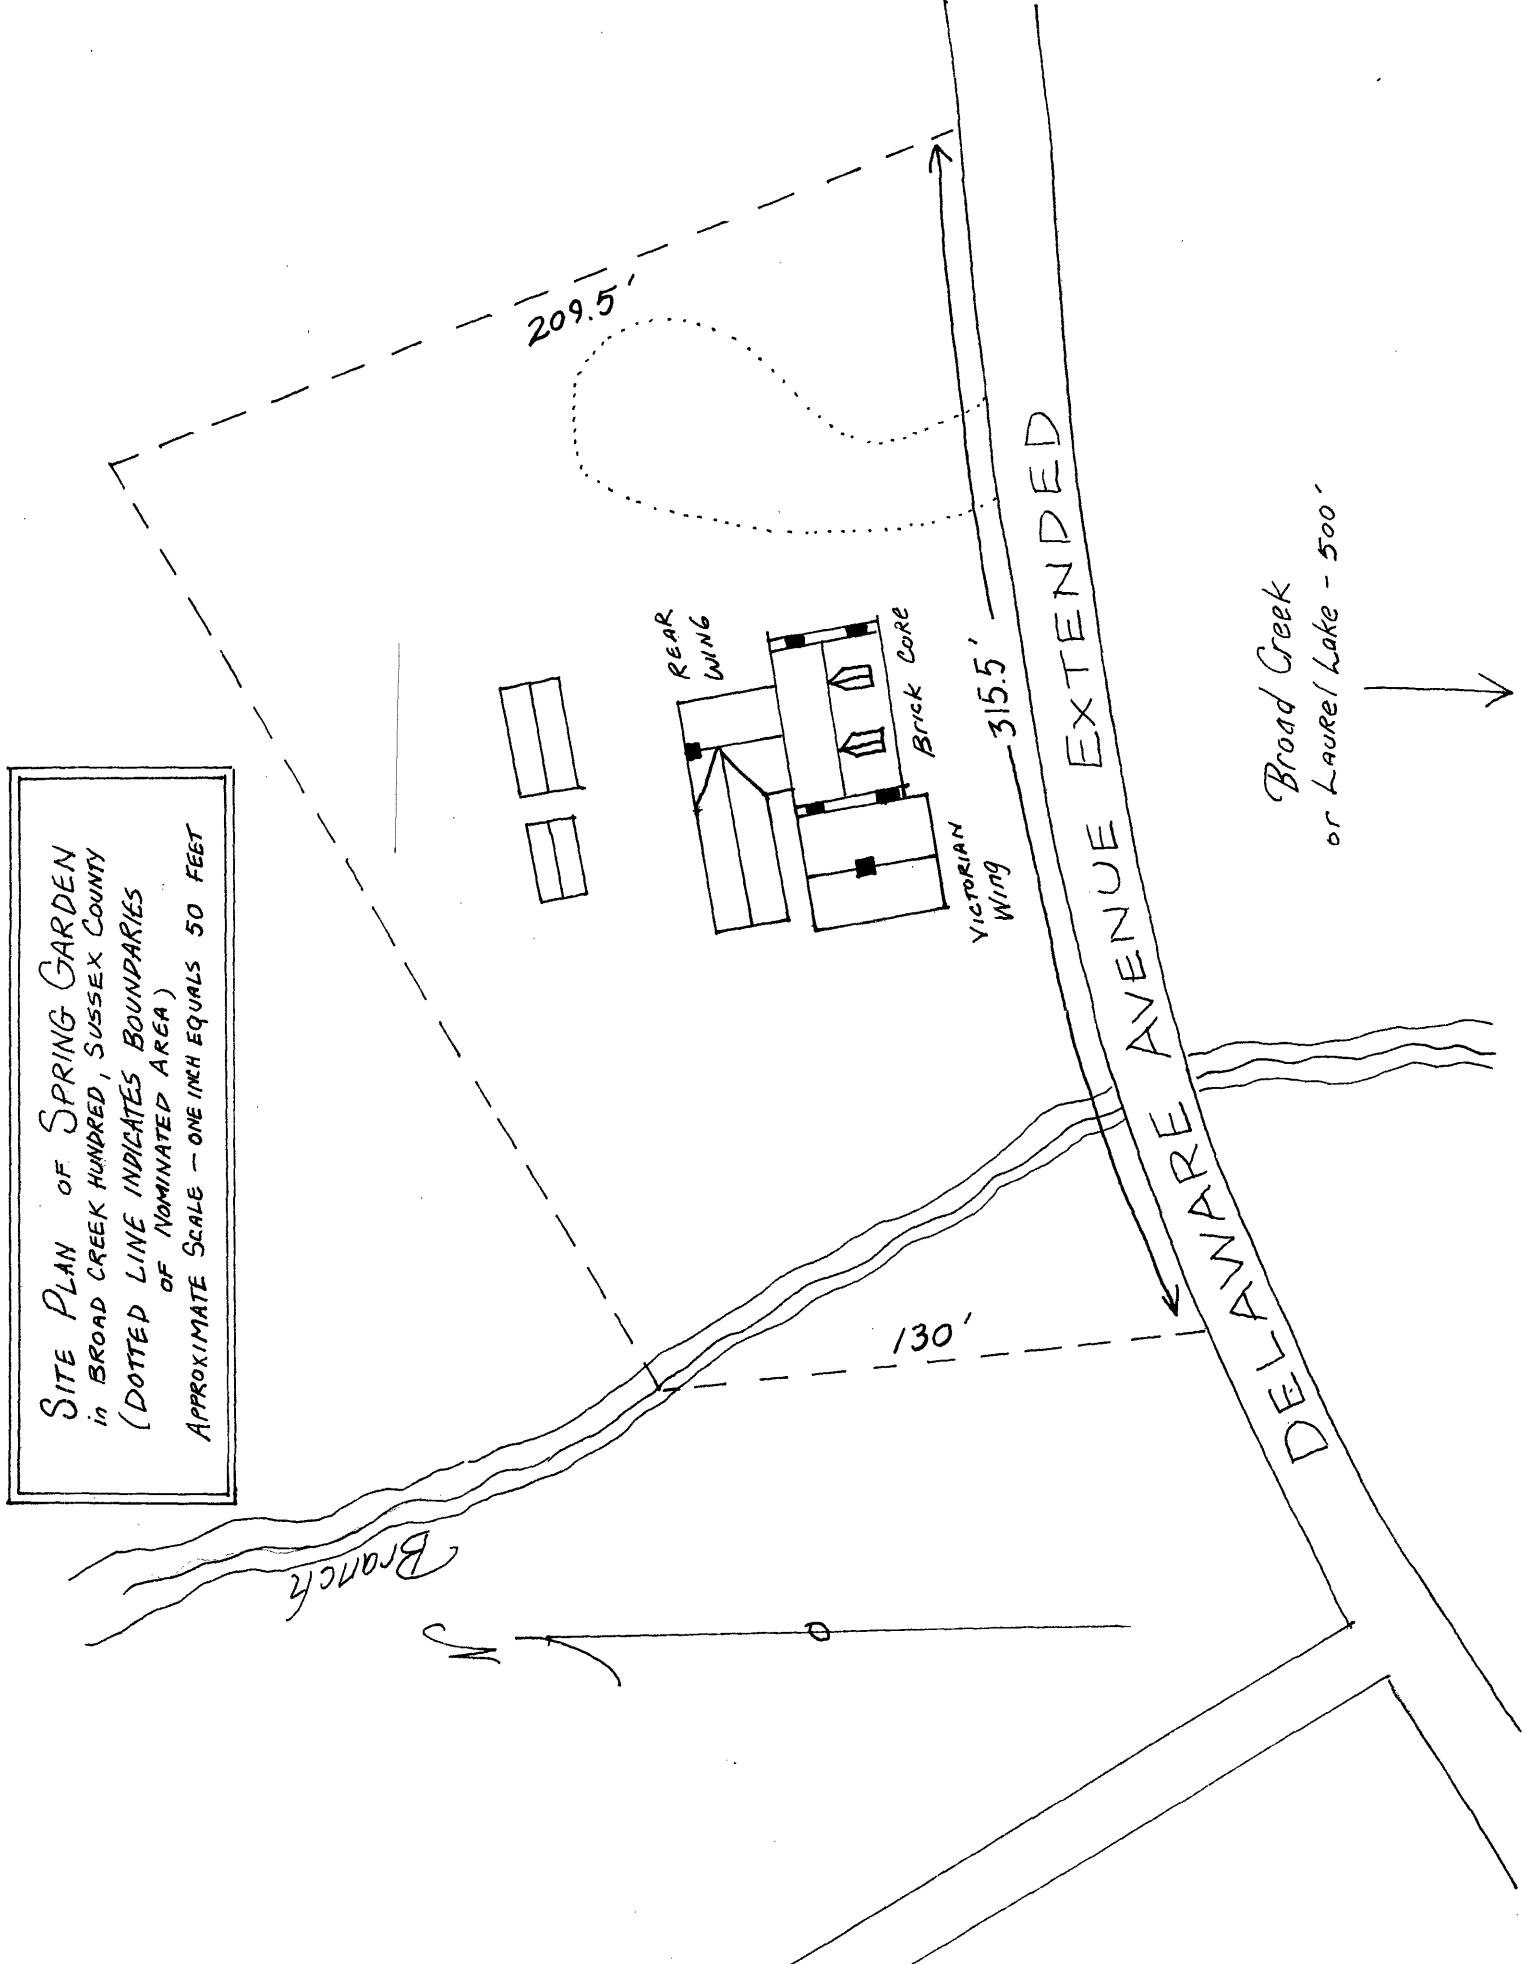 SITE PLAN OF SPRING GARDEN
in BROAD CREEK HUNDRED, SUSSEX COUNTY
(DOTTED LINE INDICATES BOUNDARIES
OF NOMINATED AREA)
APPROXIMATE SCALE - ONE INCH EQUALS 50 FEET
209.5'
REAR
WING
Brick Core
VICTORIAN
Wing
315.5'
130'
Branch
N
DELAWARE AVENUE EXTENDED
Broad Creek
or Laurel Lake - 500'